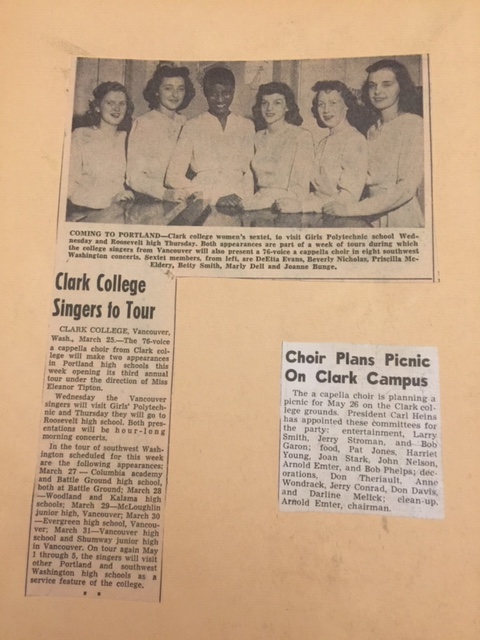 COMING TO PORTLAND—Clark college women's sextet, to visit Girls Polytechnic school Wed-
nesday and Roosevelt high Thursday. Both appearances are part of a week of tours during which
the college singers from Vancouver will also present a 76-voice a cappella choir in eight southwest
Washington concerts. Sextet members, from left, are DeEtta Evans, Beverly Nicholas, Priscilla Mc-
Eldery, Betty Smith, Marly Dell and Joanne Bunge.
Clark College
Singers to Tour
CLARK COLLEGE, Vancouver,
Wash., March 25.—The 76-voice
a cappella choir from Clark col-
lege will make two appearances
in Portland high schools this
week opening its third annual
tour under the direction of Miss
Eleanor Tipton.
Wednesday the Vancouver
singers will visit Girls' Polytech-
nic and Thursday they will go to
Roosevelt high school. Both pres-
entations will be hour-long
morning concerts.
In the tour of southwest Wash-
ington scheduled for this week
are the following appearances:
March 27 — Columbia academy
and Battle Ground high school,
both at Battle Ground; March 28
—Woodland and Kalama high
schools; March 29—McLoughlin
junior high, Vancouver; March 30
—Evergreen high school, Vancou-
ver; March 31—Vancouver high
school and Shumway junior high
in Vancouver. On tour again May
1 through 5, the singers will visit
other Portland and southwest
Washington high schools as a
service feature of the college.
Choir Plans Picnic
On Clark Campus
The a capella choir is planning a
picnic for May 26 on the Clark col-
lege grounds. President Carl Heins
has appointed these committees for
the party: entertainment, Larry
Smith, Jerry Stroman, and Bob
Garon; food, Pat Jones, Harriet
Young, Joan Stark, John Nelson,
Arnold Emter, and Bob Phelps; dec-
orations, Don Theriault, Anne
Wondrack, Jerry Conrad, Don Davis,
and Darline Mellck; clean-up,
Arnold Emter, chairman.